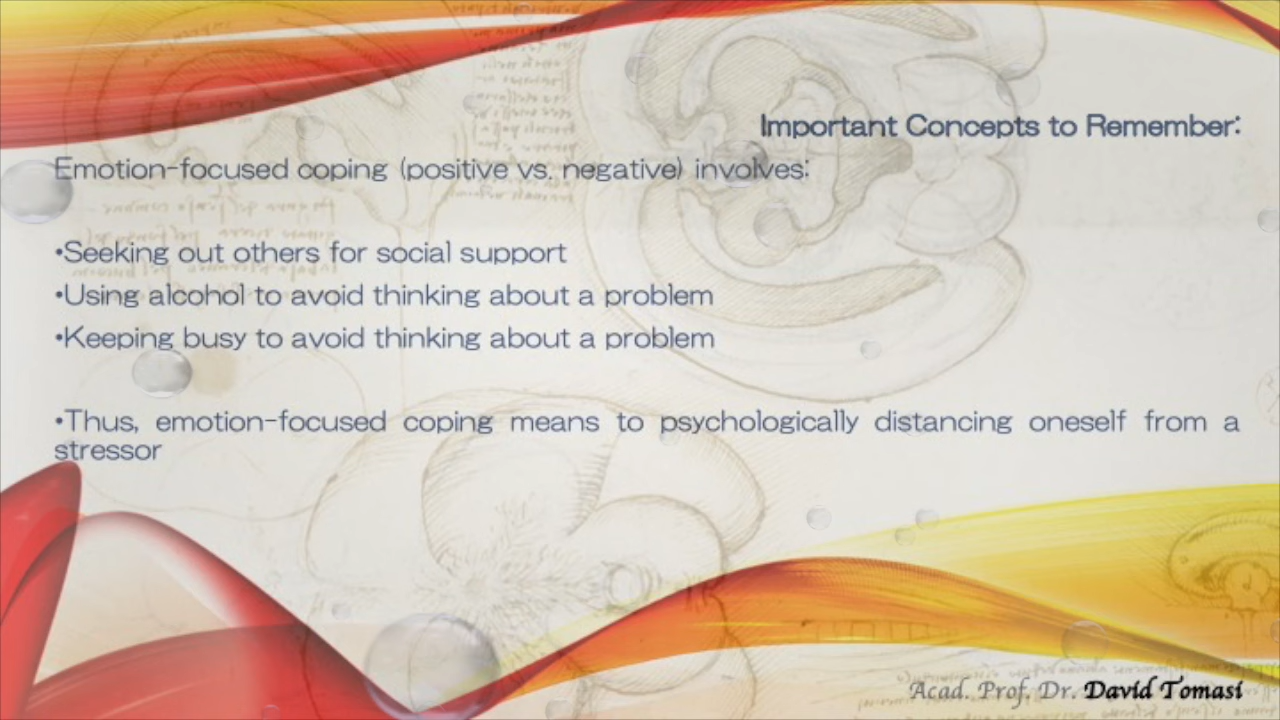 Important Concepts to Remember:
Emotion-focused coping (positive vs. negative) involves:
•Seeking out others for social support
•Using alcohol to avoid thinking about a problem
•Keeping busy to avoid thinking about a problem
•Thus, emotion-focused coping means to psychologically distancing oneself from a
stressor
Acad. Prof. Dr. David Tomasi